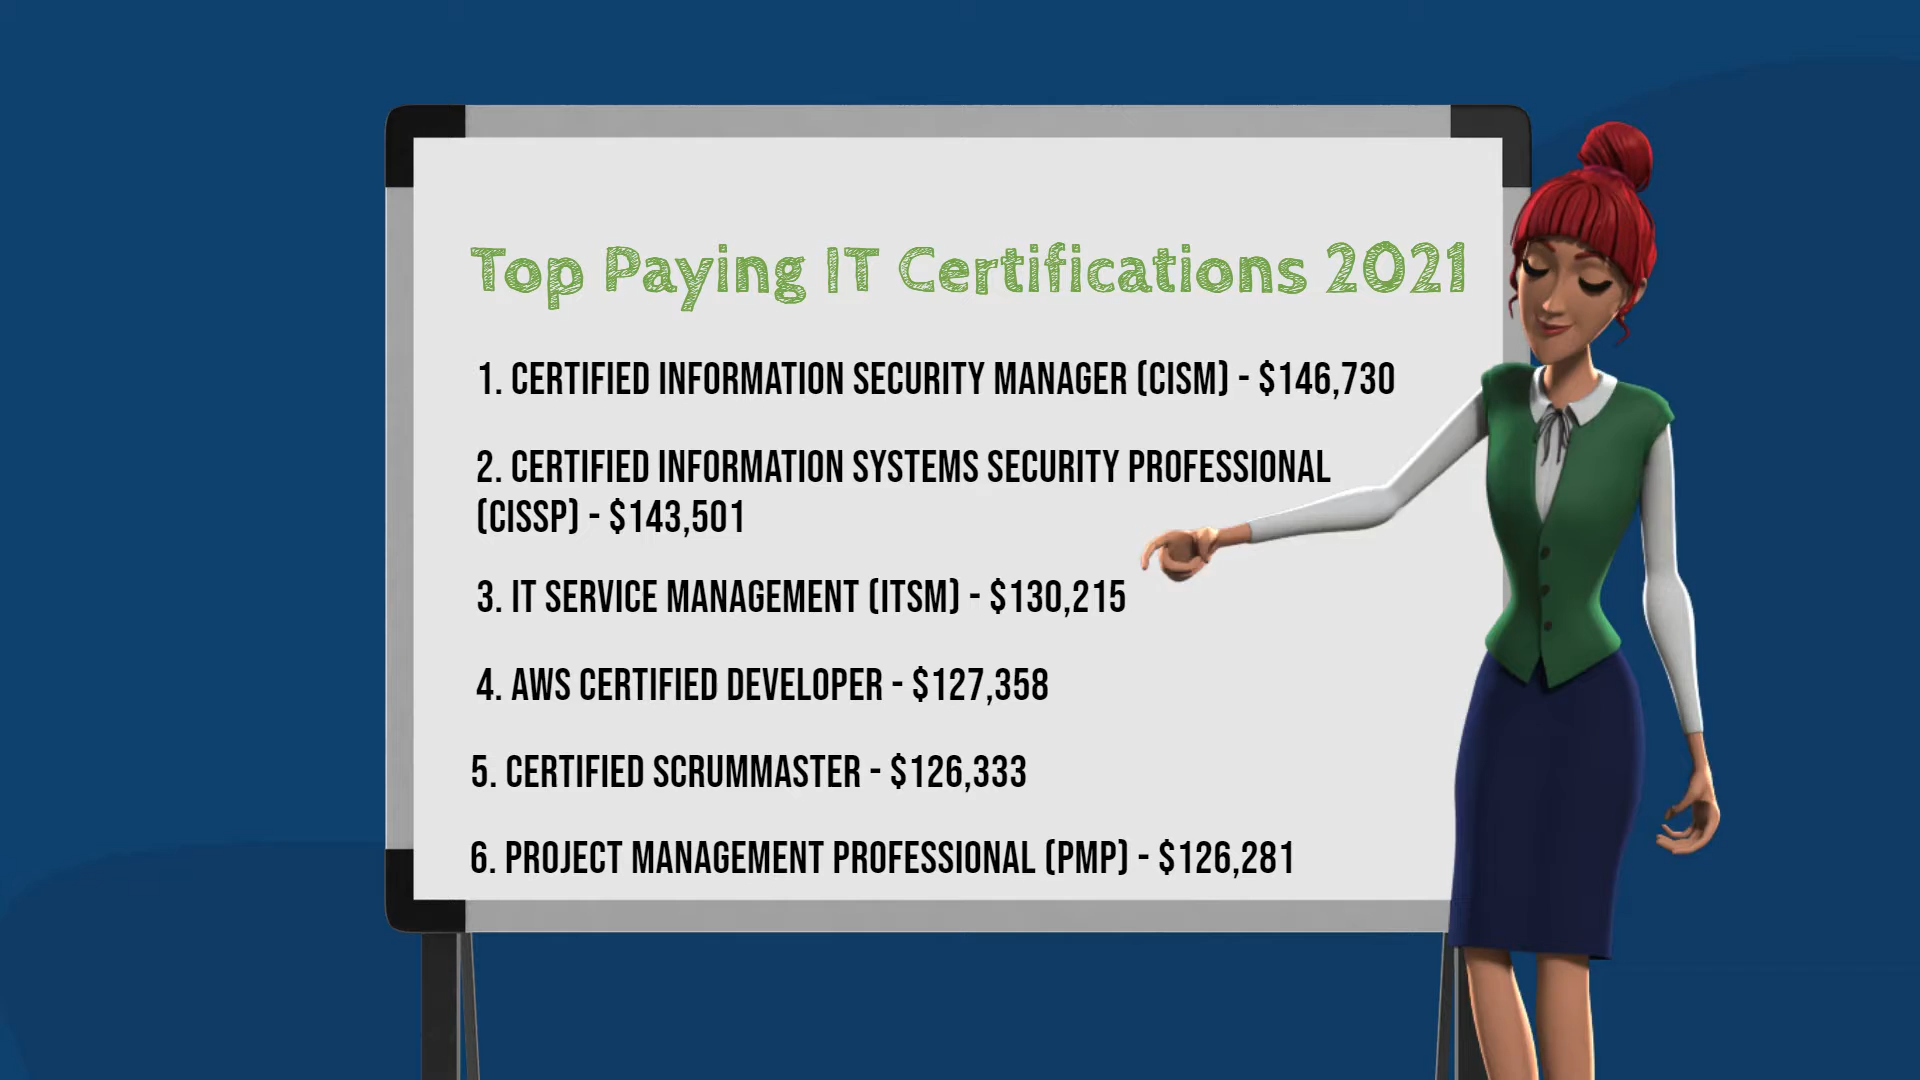 Top Paying IT Certifications 2021
1. CERTIFIED INFORMATION SECURITY MANAGER (CISM) - $146,730
2. CERTIFIED INFORMATION SYSTEMS SECURITY PROFESSIONAL
(CISSP) - $143,501
3. IT SERVICE MANAGEMENT (ITSM) - $130,215
4. AWS CERTIFIED DEVELOPER - $127,358
5. CERTIFIED SCRUMMASTER - $126,333
6. PROJECT MANAGEMENT PROFESSIONAL (PMP) - $126,281